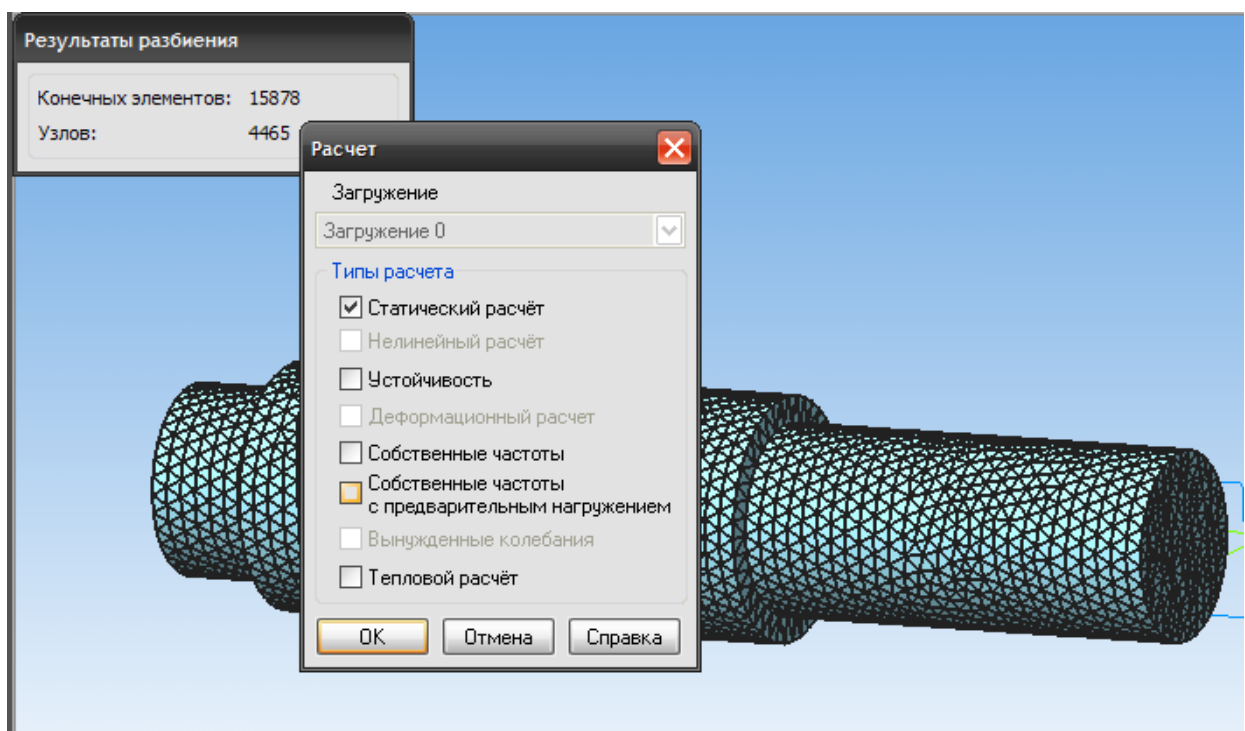 Результаты разбиения
Конечных элементов: 15878
Узлов: 4465
Расчет
Загружение
Загружение 0
Типы расчета
Статический расчёт
Нелинейный расчёт
Устойчивость
Деформационный расчет
Собственные частоты
Собственные частоты
с предварительным нагружением
Вынужденные колебания
Тепловой расчёт
OK Отмена Справка